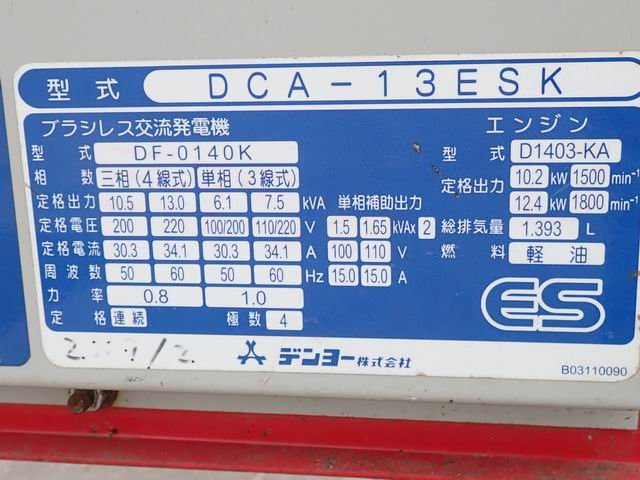 型式 DCA-13ESK
ブラシレス交流発電機
型式 DF-0140K
相数 三相(4線式) 単相(3線式)
定格出力 10.5 13.0 6.1 7.5 kVA 単相補助出力
定格電圧 200 220 100/200 110/220 V 1.5 1.65 kVAx 2
定格電流 30.3 34.1 30.3 34.1 A 100 110 V
周波数 50 60 50 60 Hz 15.0 15.0 A
力率 0.8 1.0
定格 連続 極数 4
エンジン
型式 D1403-KA
定格出力 10.2 kW 1500 min⁻¹
12.4 kW 1800 min⁻¹
総排気量 1.393 L
燃料 軽油
ES
デンヨー株式会社
B03110090